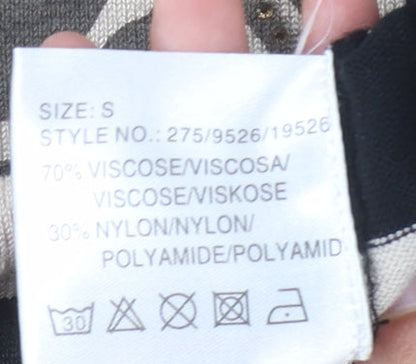 SIZE: S
STYLE NO.: 275/9526/19526
70% VISCOSE/VISCOSA/
VISCOSE/VISKOSE
30% NYLON/NYLON/
POLYAMIDE/POLYAMID
30